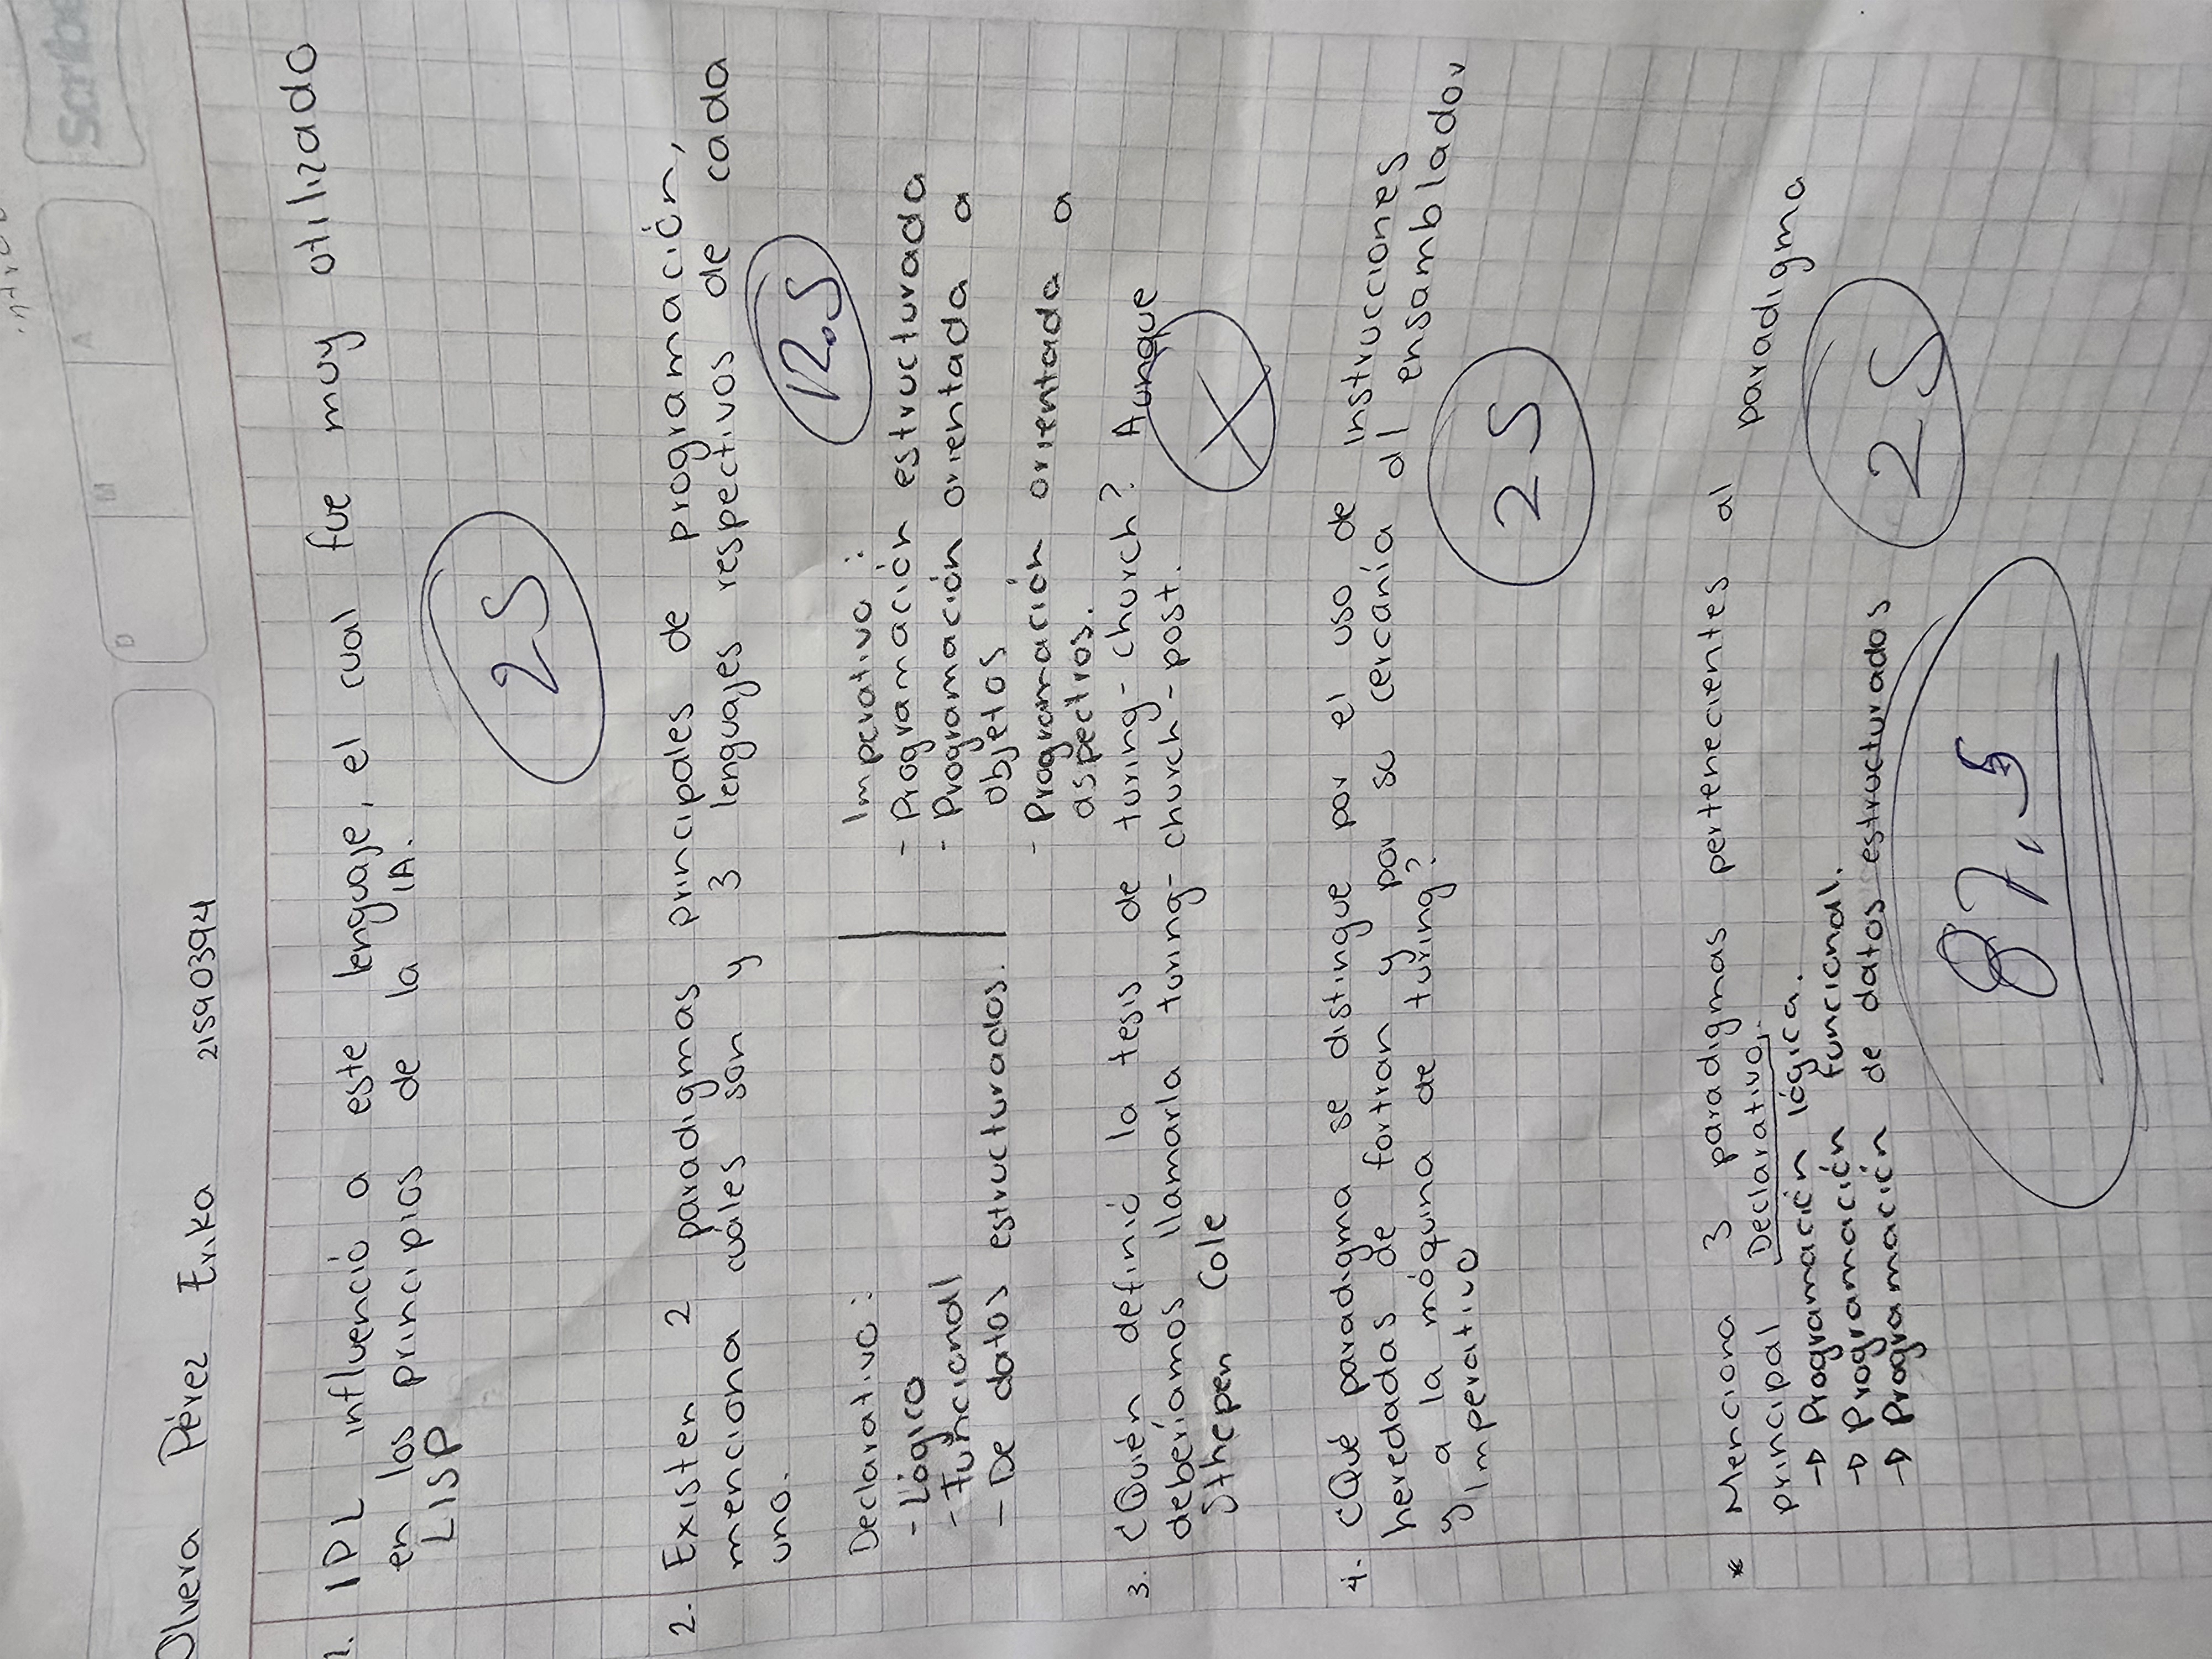 D M A Scribe
Olvera Pérez Erika 21590394
1. IPL influenció a este lenguaje, el cual fue muy utilizado
en los principios de la IA.
LISP
25
2. Existen 2 paradigmas principales de programación,
menciona cuáles son y 3 lenguajes respectivos de cada
uno.
12.5
Declarativo:
- Lógico
- Funcional
- De datos estructurados.
Imperativo:
- Programación estructurada
- Programación orientada a
objetos
- Programación orientada a
aspectros.
3. ¿Quién definió la tesis de turing-church? Aunque
deberíamos llamarla turing-church-post.
Sthepen Cole
X
4. ¿Qué paradigma se distingue por el uso de instrucciones
heredadas de fortran y por su cercanía al ensamblador
y a la máquina de turing?
Imperativo
25
* Menciona 3 paradigmas pertenecientes al paradigma
principal Declarativo.
→ Programación lógica.
→ Programación funcional.
→ Programación de datos estructurados
25
87.5